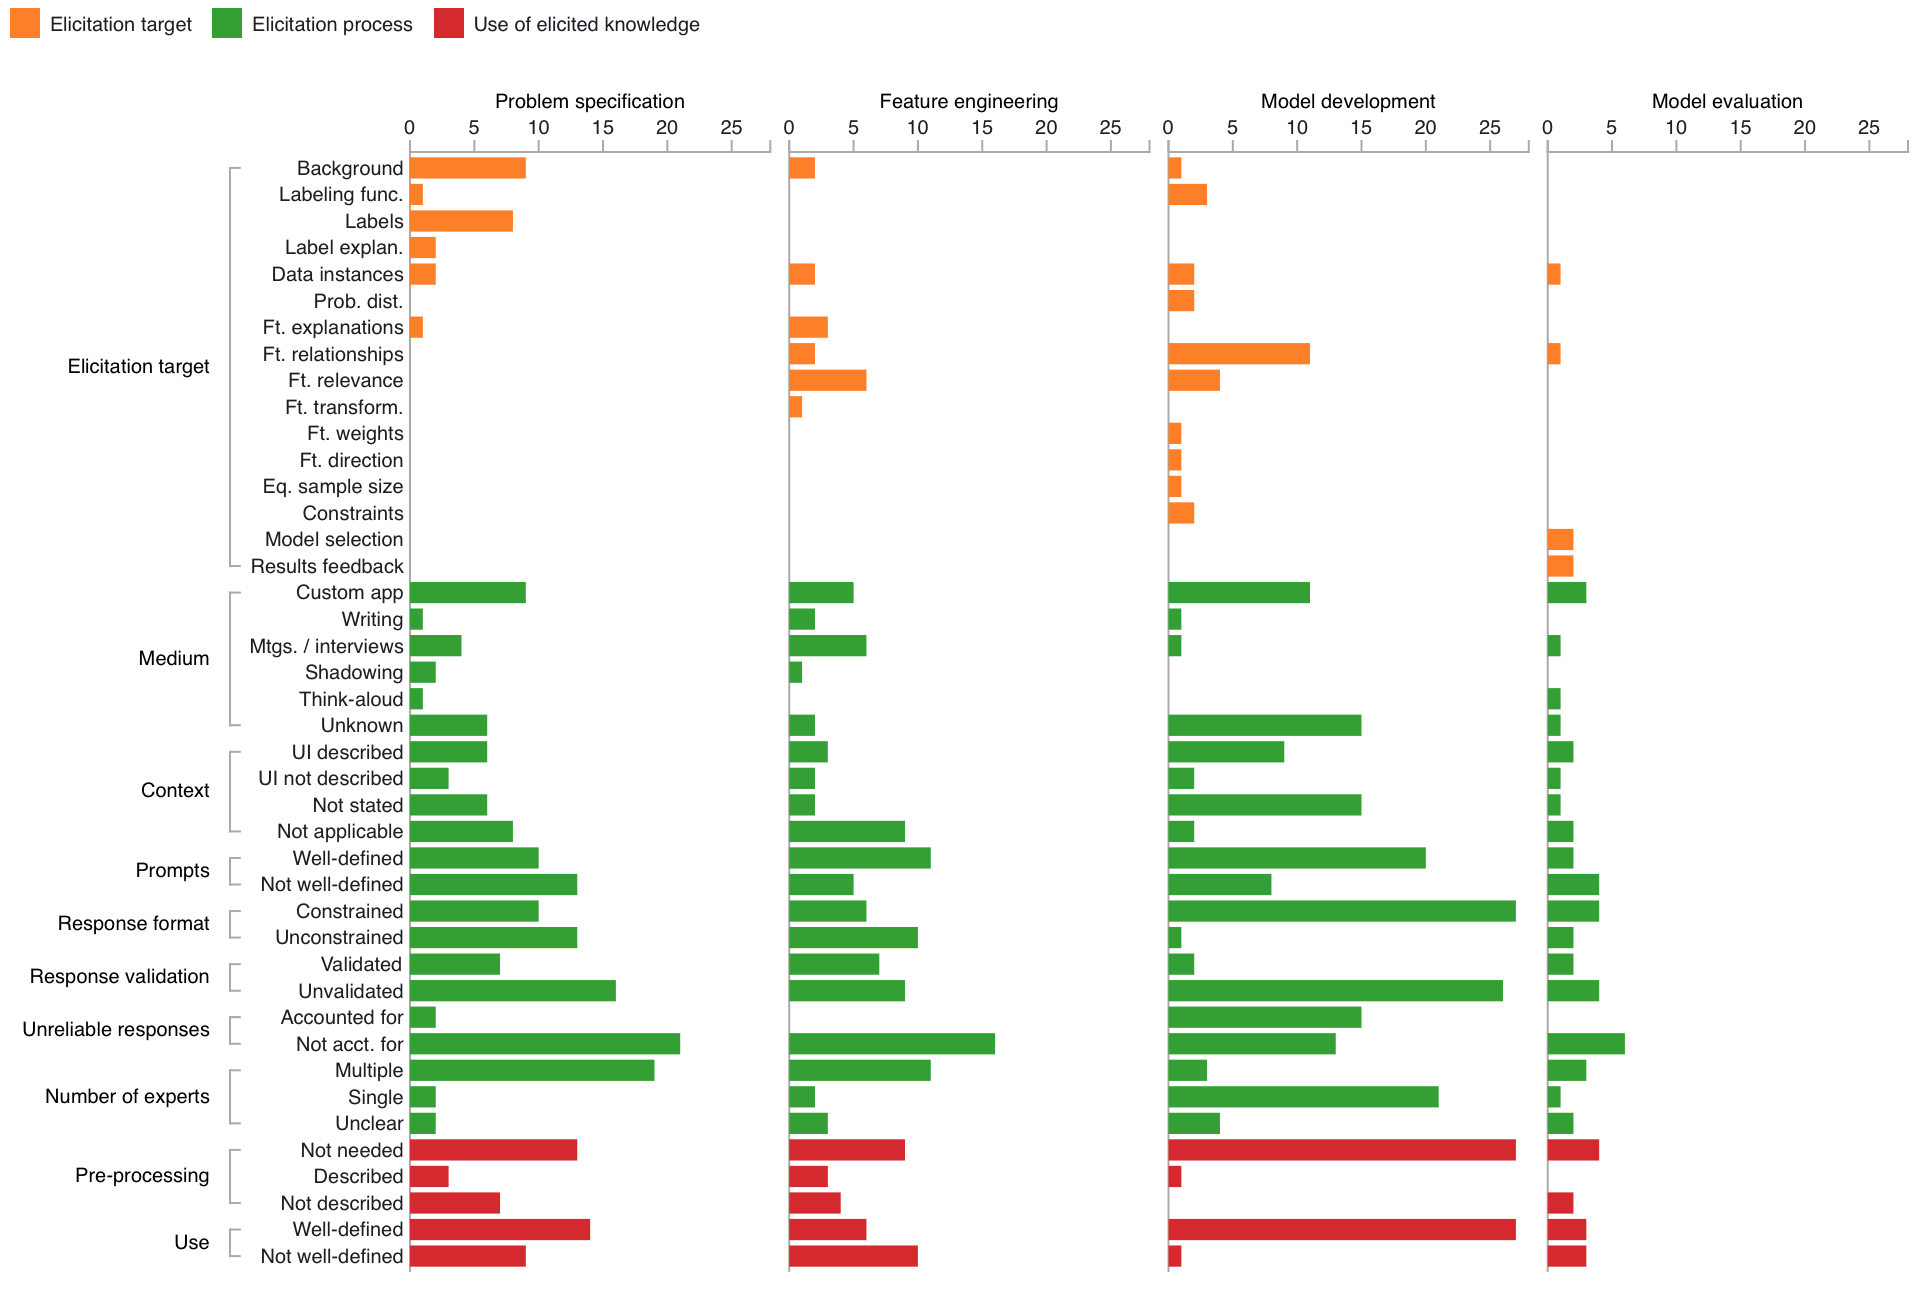 Elicitation target Elicitation process Use of elicited knowledge
Problem specification Feature engineering Model development Model evaluation
0 5 10 15 20 25 0 5 10 15 20 25 0 5 10 15 20 25 0 5 10 15 20 25
Elicitation target
Background
Labeling func.
Labels
Label explan.
Data instances
Prob. dist.
Ft. explanations
Ft. relationships
Ft. relevance
Ft. transform.
Ft. weights
Ft. direction
Eq. sample size
Constraints
Model selection
Results feedback
Medium
Custom app
Writing
Mtgs. / interviews
Shadowing
Think-aloud
Unknown
Context
UI described
UI not described
Not stated
Not applicable
Prompts
Well-defined
Not well-defined
Response format
Constrained
Unconstrained
Response validation
Validated
Unvalidated
Unreliable responses
Accounted for
Not acct. for
Number of experts
Multiple
Single
Unclear
Pre-processing
Not needed
Described
Not described
Use
Well-defined
Not well-defined